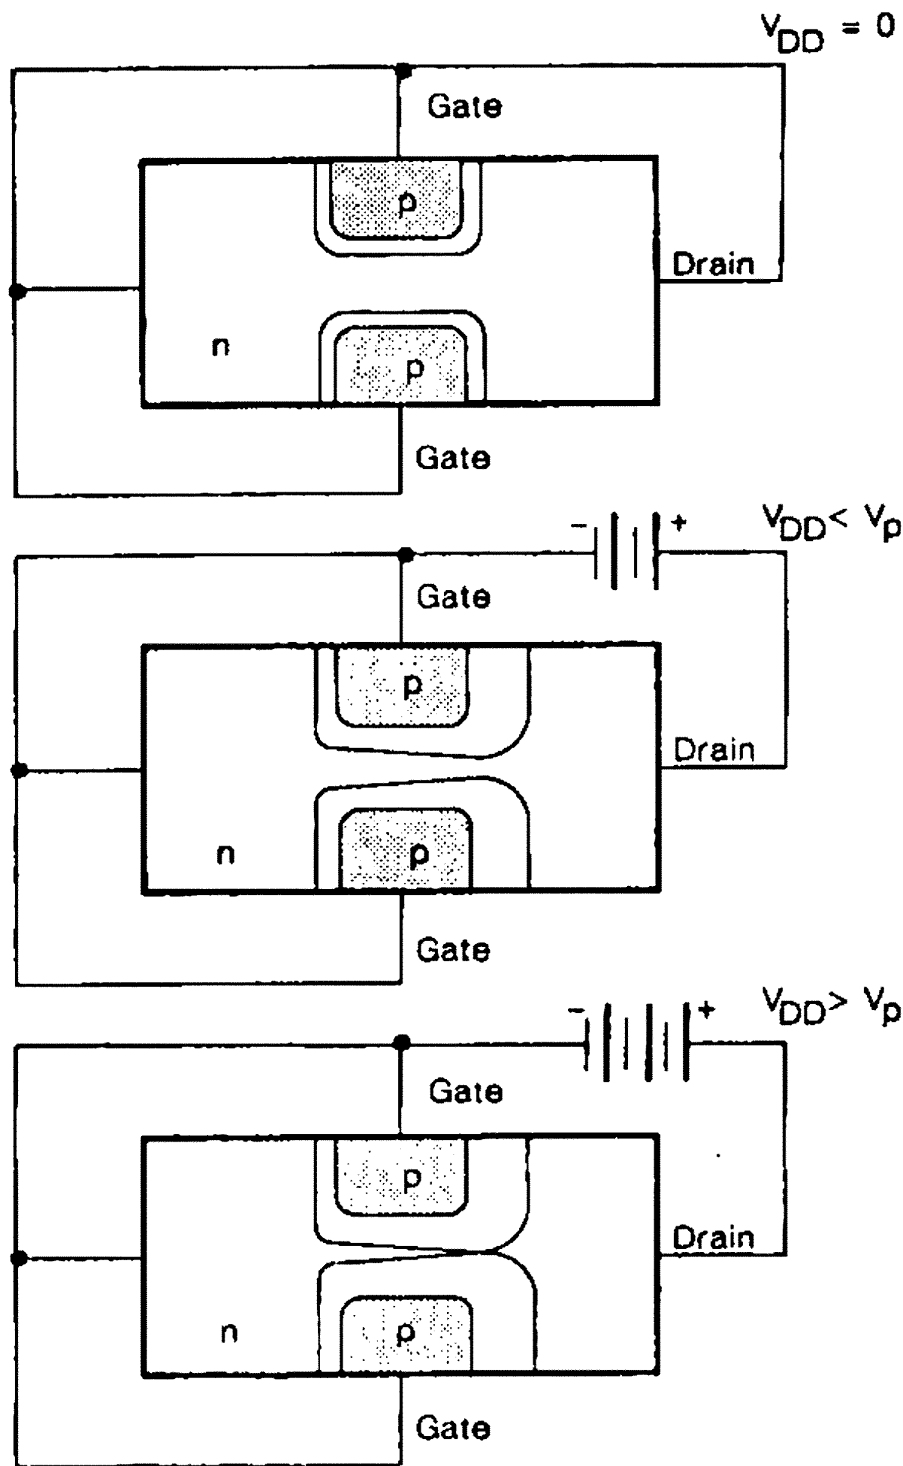 V_DD = 0
Gate
p
Drain
n
p
Gate
- + V_DD < V_p
Gate
p
Drain
n
p
Gate
- + V_DD > V_p
Gate
p
Drain
n
p
Gate